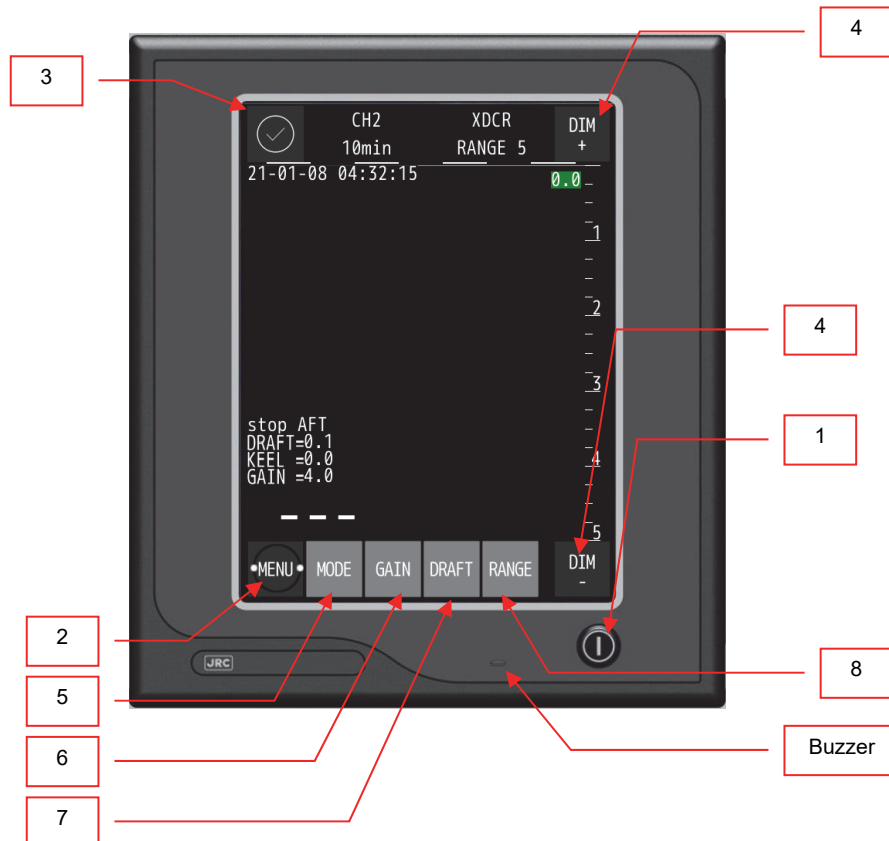 4
3
CH2
XDCR
DIM
10min
RANGE 5
+
21-01-08 04:32:15
0.0
1
2
4
3
1
stop AFT
DRAFT=0.1
KEEL =0.0
GAIN =4.0
4
– – –
5
•MENU•
MODE
GAIN
DRAFT
RANGE
DIM
-
2
JRC
8
5
Buzzer
6
7